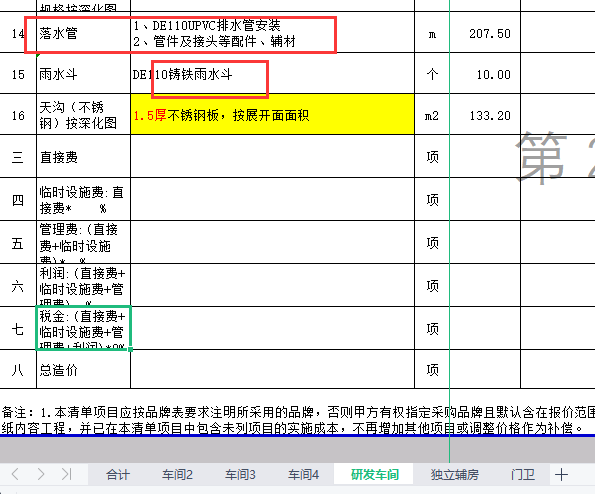 规格按深化图
14 落水管 1、DE110UPVC排水管安装 m 207.50
2、管件及接头等配件、辅材
15 雨水斗 DE110铸铁雨水斗 个 10.00
16 天沟（不锈 1.5厚不锈钢板，按展开面面积 m2 133.20
钢）按深化图
第 2
三 直接费 项
四 临时设施费:直 项
接费* %
五 管理费:(直接 项
费+临时设施
费)* %
六 利润:(直接费+ 项
临时设施费+管
理费) %
七 税金:(直接费+ 项
临时设施费+管
理费+利润)*9%
八 总造价 项
备注: 1.本清单项目应按品牌表要求注明所采用的品牌，否则甲方有权指定采购品牌且默认含在报价范围
纸内容工程，并已在本清单项目中包含未列项目的实施成本，不再增加其他项目或调整价格作为补偿。
合计 车间2 车间3 车间4 研发车间 独立辅房 门卫